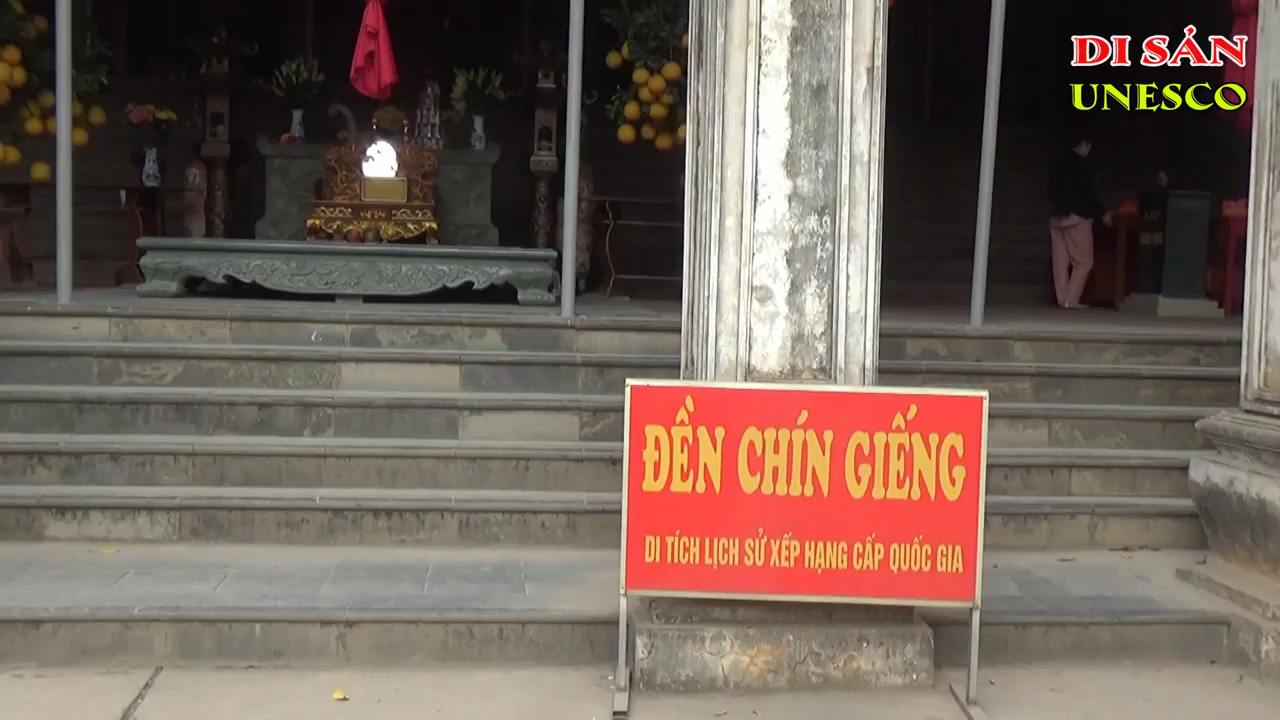 DI SẢN
UNESCO
ĐỀN CHÍN GIẾNG
DI TÍCH LỊCH SỬ XẾP HẠNG CẤP QUỐC GIA